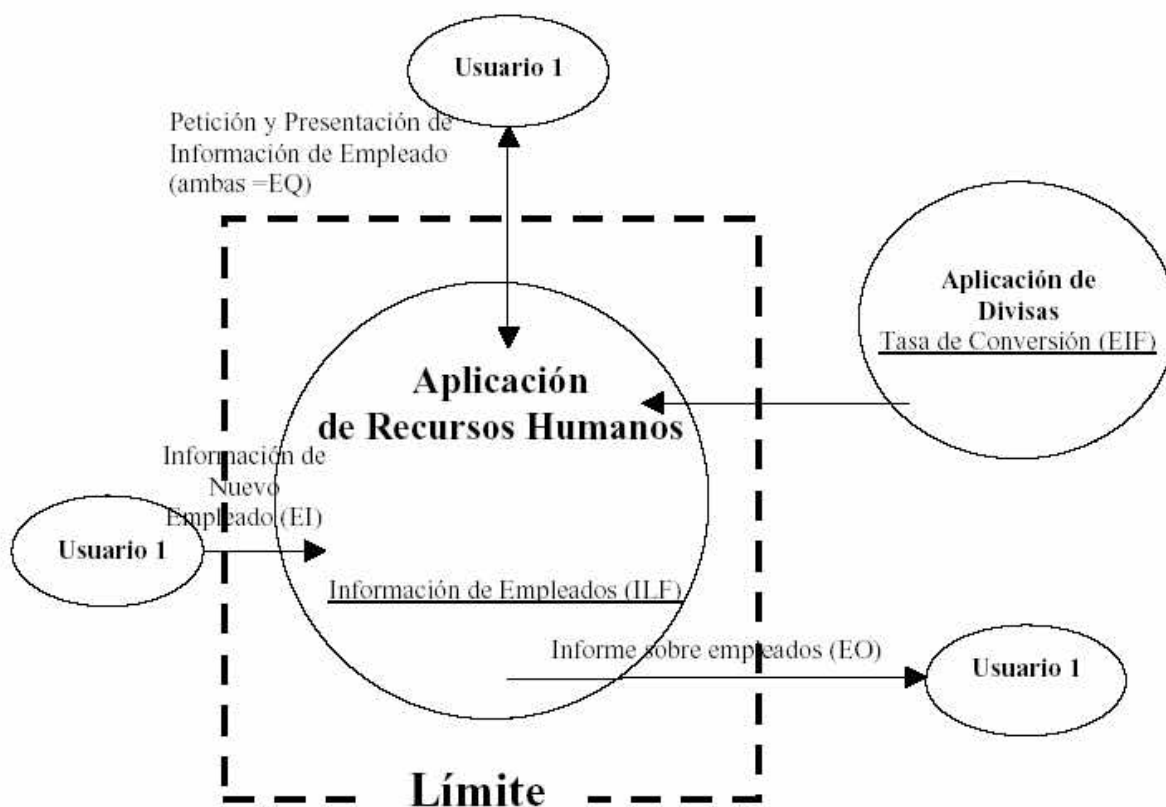 Usuario 1
Petición y Presentación de
Información de Empleado
(ambas =EQ)
Aplicación de
Divisas
Tasa de Conversión (EIF)
Aplicación
de Recursos Humanos
Información de
Nuevo
Empleado (EI)
Usuario 1
Información de Empleados (ILF)
Informe sobre empleados (EO)
Usuario 1
Límite